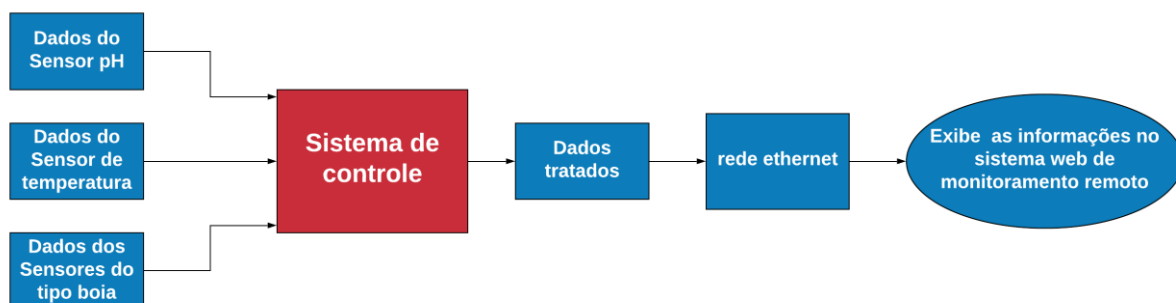 Dados do
Sensor pH
Dados do
Sensor de
temperatura
Dados dos
Sensores do
tipo boia
Sistema de
controle
Dados
tratados
rede ethernet
Exibe as informações no
sistema web de
monitoramento remoto